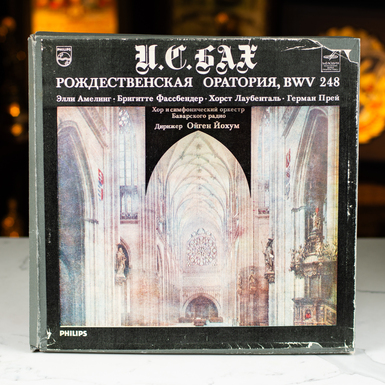 PHILIPS
И.С.БАХ
РОЖДЕСТВЕНСКАЯ ОРАТОРИЯ, BWV 248
Элли Амелинг · Бригитте Фассбендер · Хорст Лаубенталь · Герман Прей
Хор и симфонический оркестр
Баварского радио
Дирижер Ойген Йохум
PHILIPS